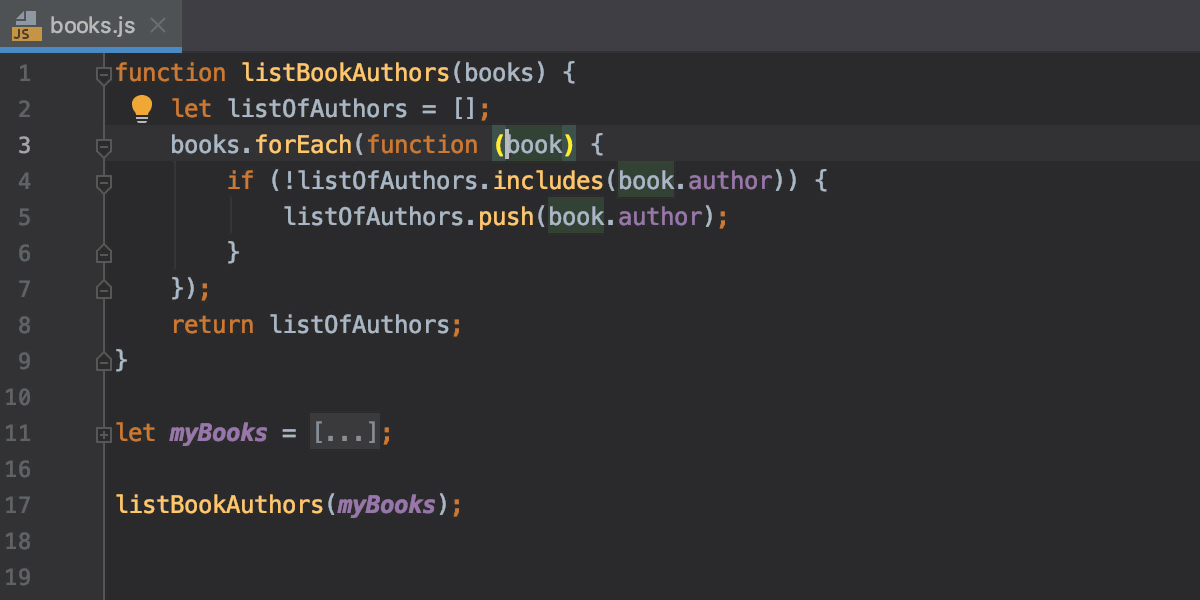 JS books.js
1 function listBookAuthors(books) {
2 let listOfAuthors = [];
3 books.forEach(function (book) {
4 if (!listOfAuthors.includes(book.author)) {
5 listOfAuthors.push(book.author);
6 }
7 });
8 return listOfAuthors;
9 }
10
11 let myBooks = [...];
16
17 listBookAuthors(myBooks);
18
19